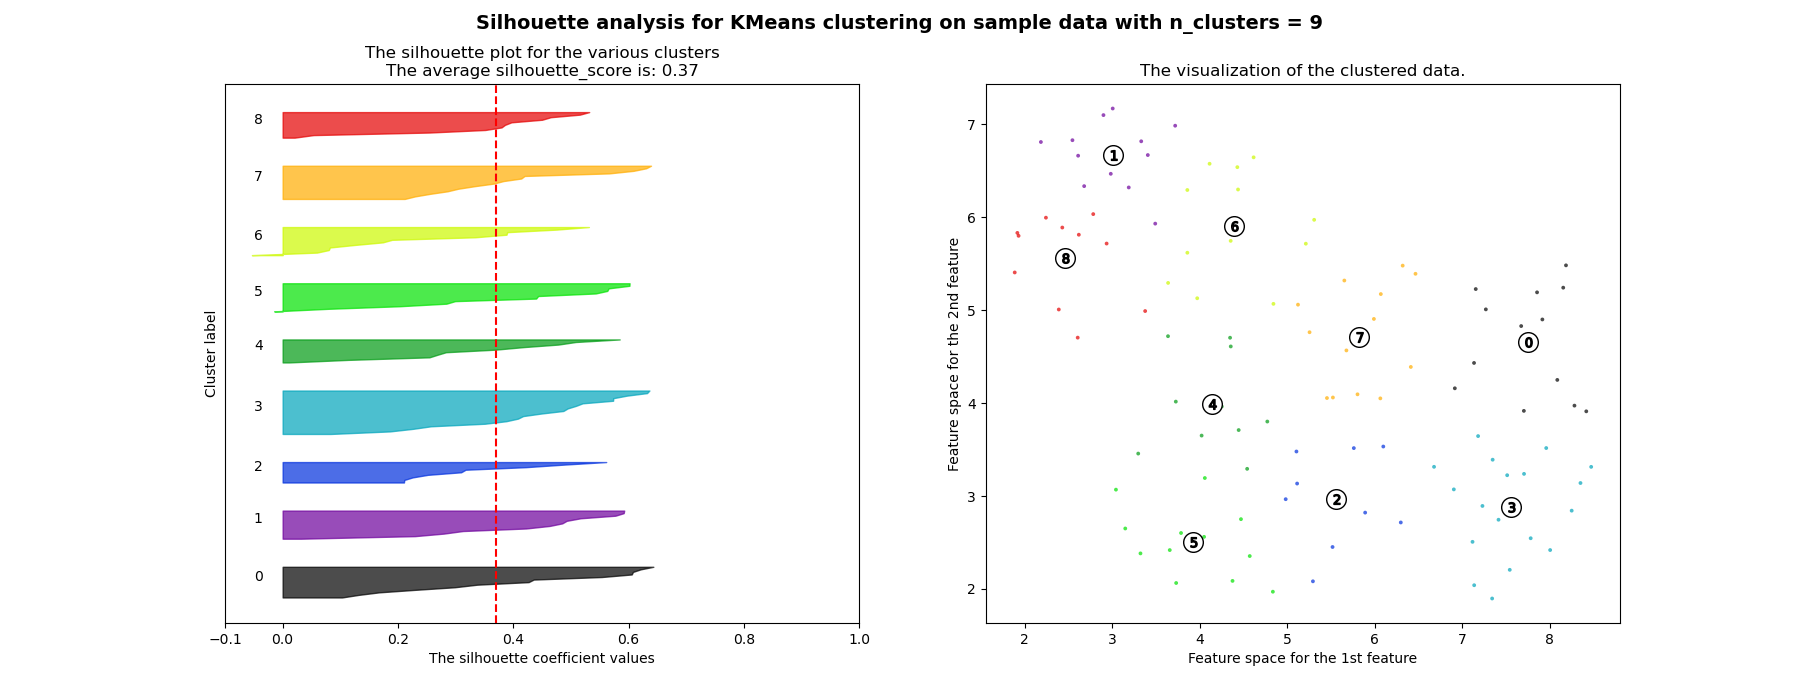 Silhouette analysis for KMeans clustering on sample data with n_clusters = 9
The silhouette plot for the various clusters
The average silhouette_score is: 0.37
Cluster label
8
7
6
5
4
3
2
1
0
−0.1 0.0 0.2 0.4 0.6 0.8 1.0
The silhouette coefficient values
The visualization of the clustered data.
Feature space for the 2nd feature
7
6
5
4
3
2
1
6
8
7
0
4
2
3
5
2 3 4 5 6 7 8
Feature space for the 1st feature